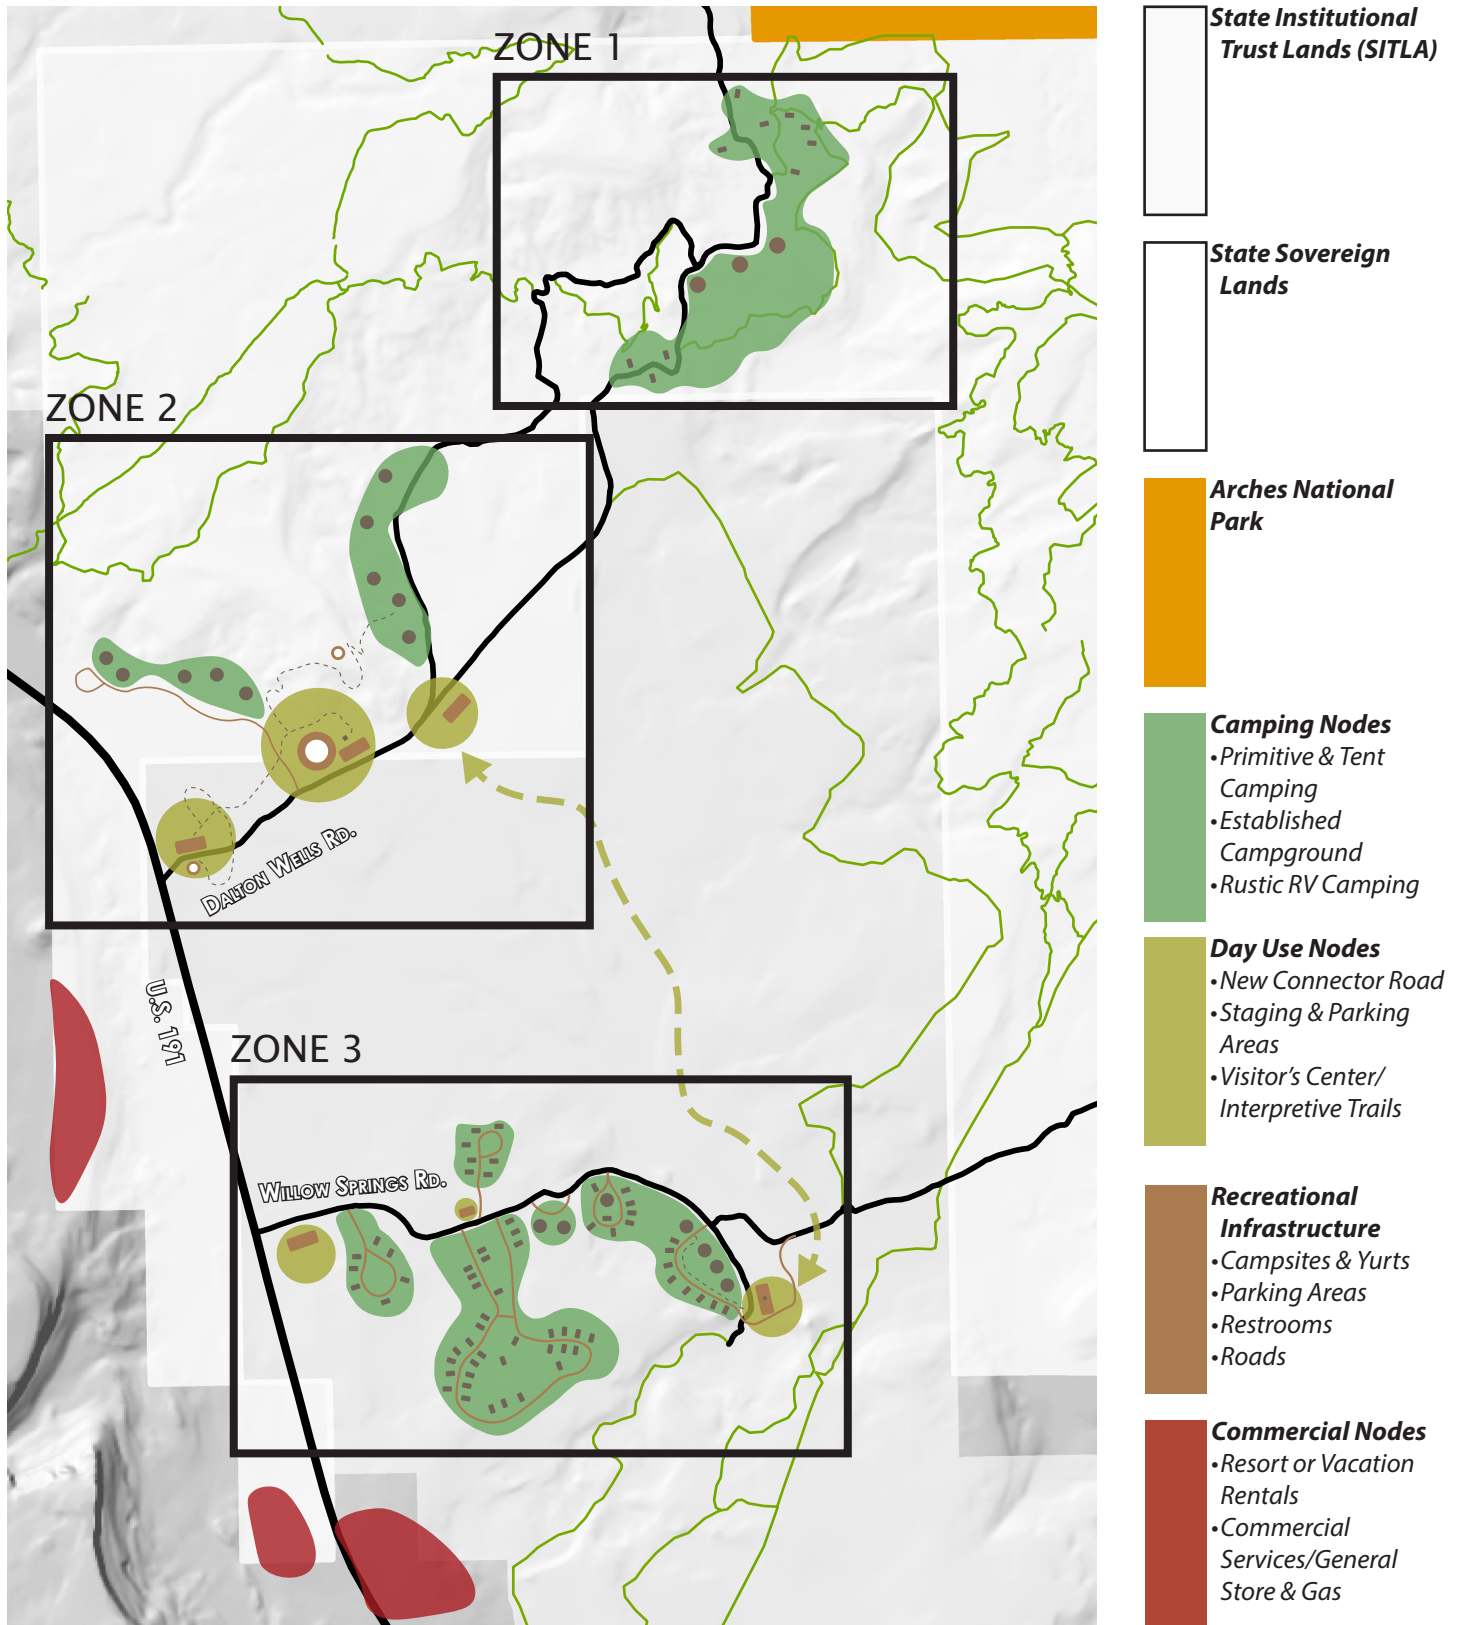 ZONE 1
ZONE 2
DALTON WELLS RD.
U.S. 191
ZONE 3
WILLOW SPRINGS RD.
State Institutional
Trust Lands (SITLA)
State Sovereign
Lands
Arches National
Park
Camping Nodes
•Primitive & Tent
Camping
•Established
Campground
•Rustic RV Camping
Day Use Nodes
•New Connector Road
•Staging & Parking
Areas
•Visitor's Center/
Interpretive Trails
Recreational
Infrastructure
•Campsites & Yurts
•Parking Areas
•Restrooms
•Roads
Commercial Nodes
•Resort or Vacation
Rentals
•Commercial
Services/General
Store & Gas